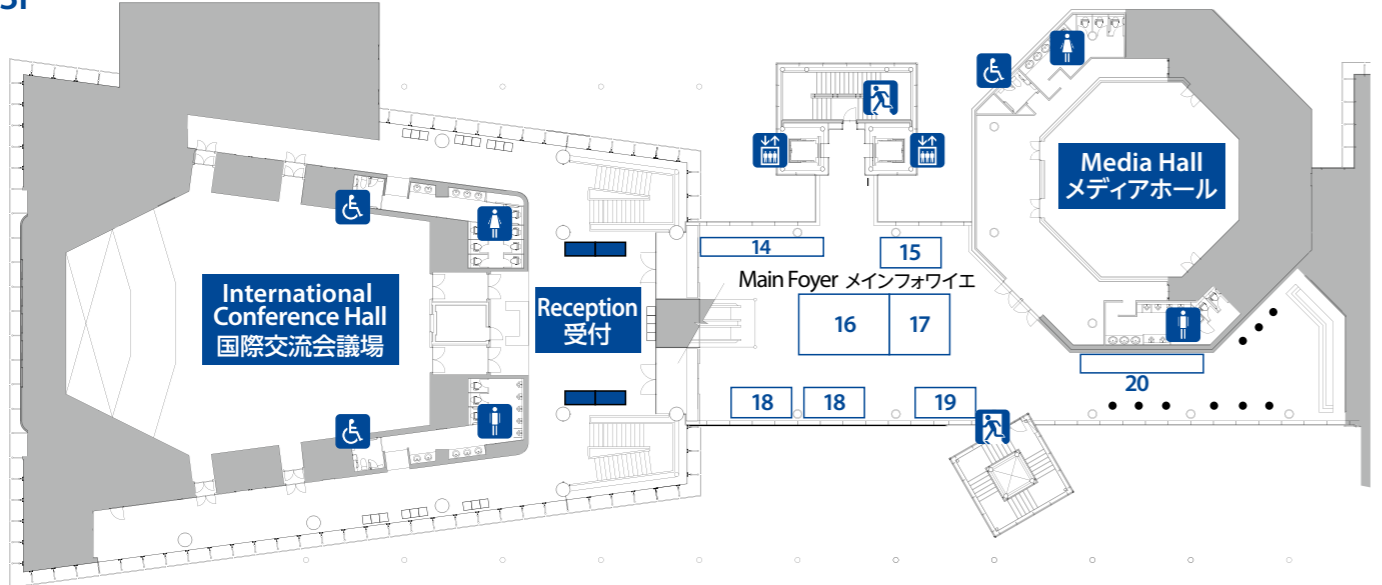 Media Hall
メディアホール
14
15
Main Foyer メインフォワイエ
International
Conference Hall
国際交流会議場
Reception
受付
16
17
18
18
19
20